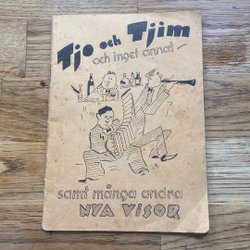 Tjo och Tjim
och inget annat!
samt många andra
NYA VISOR